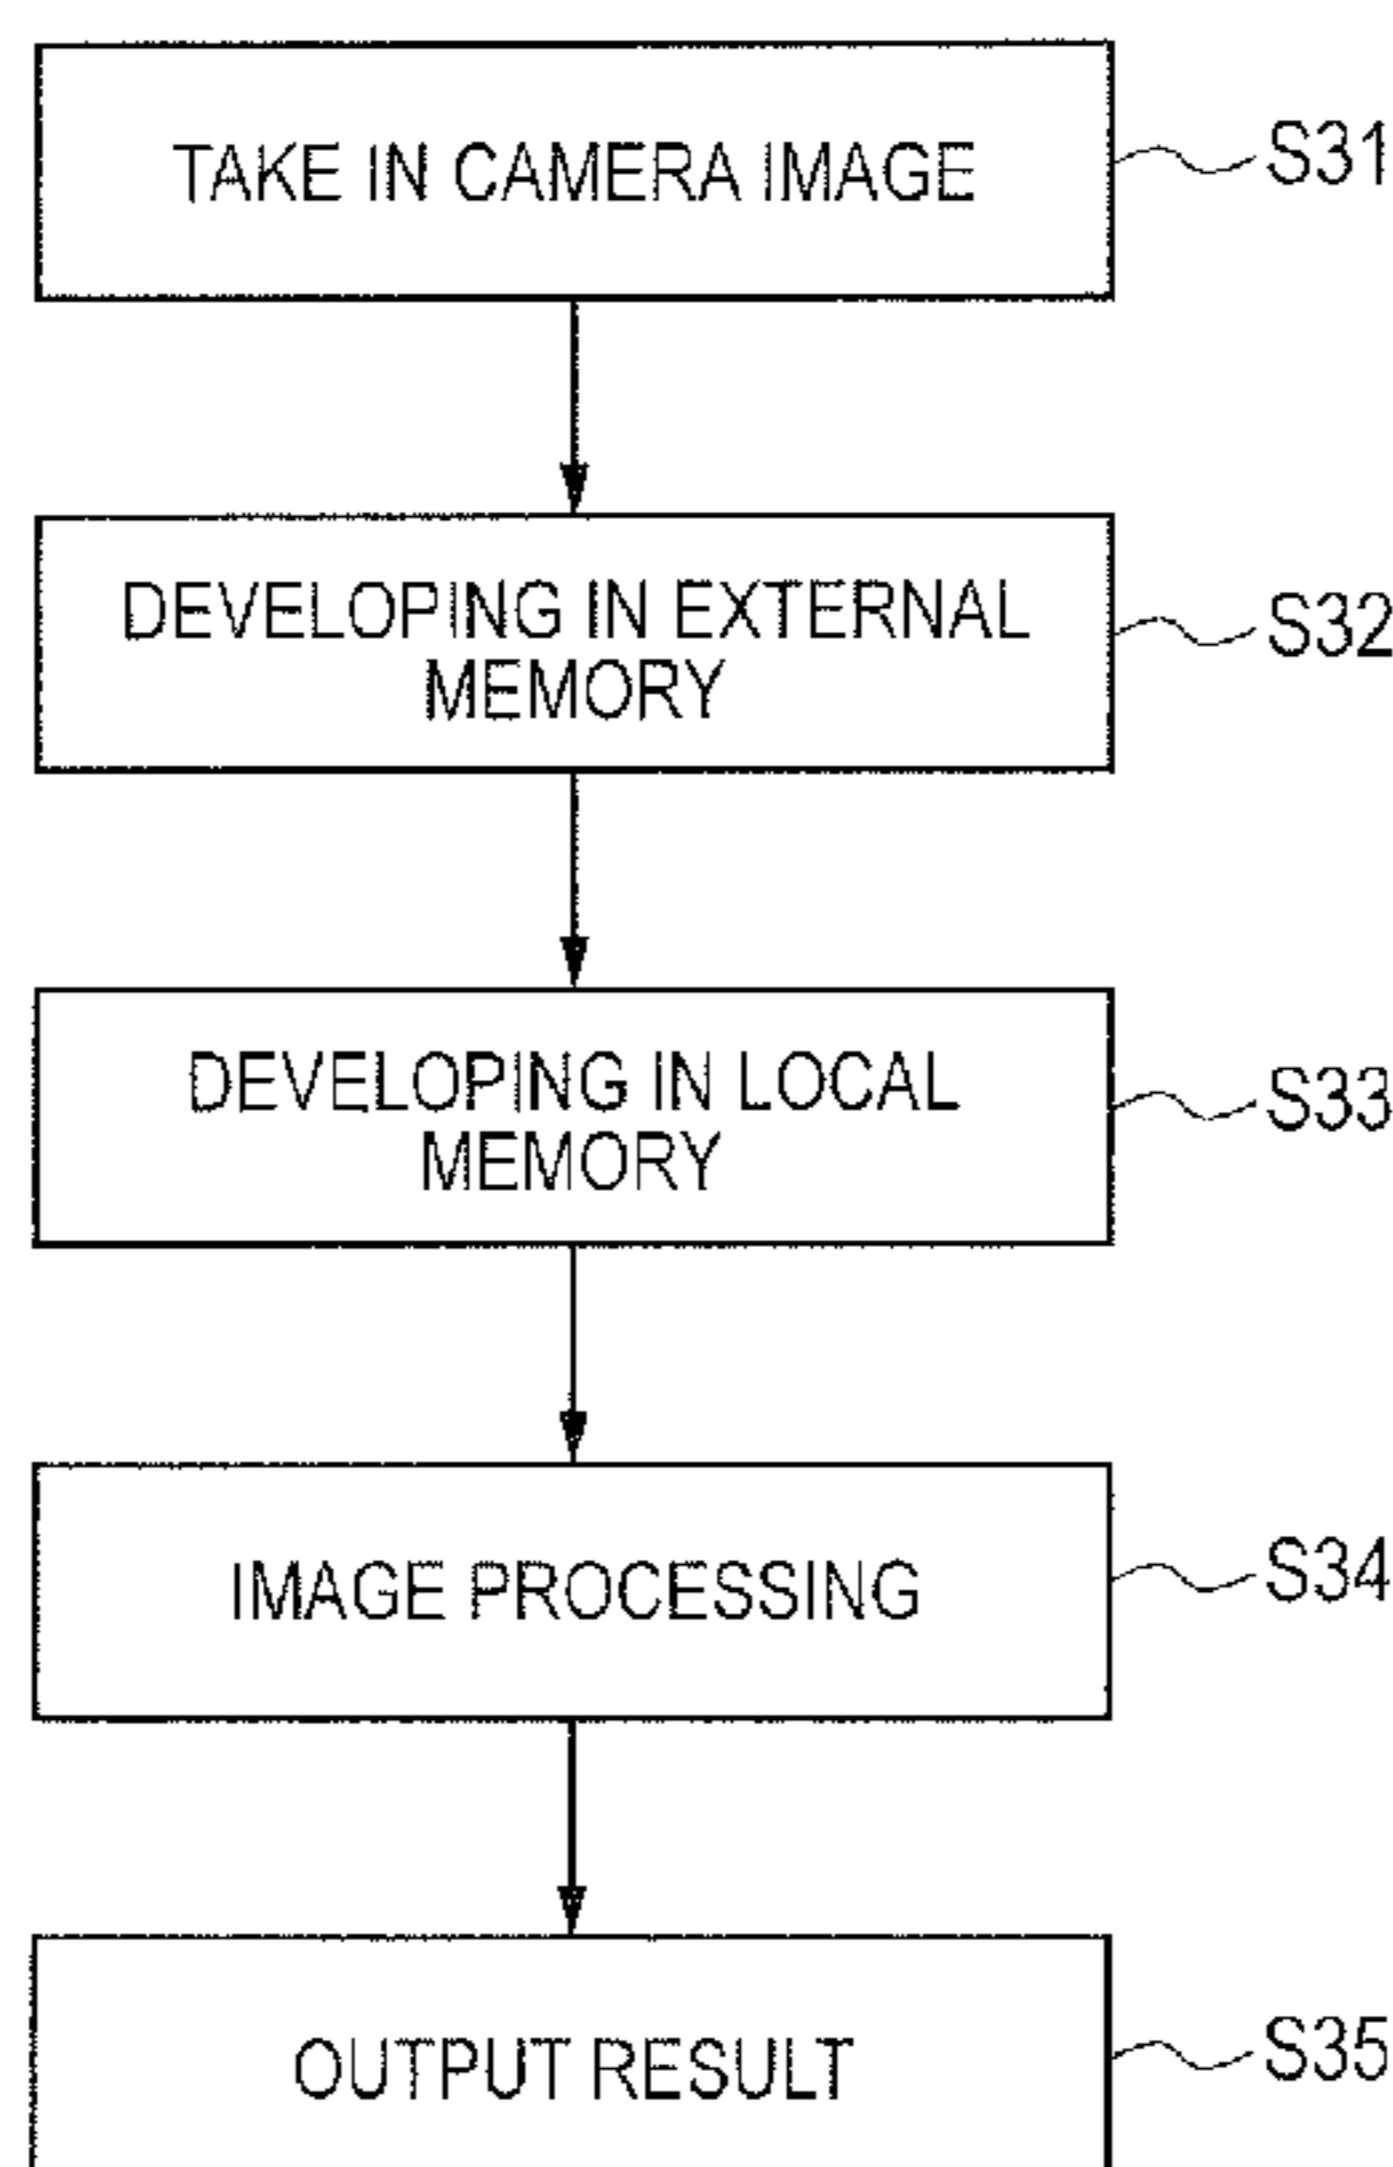 TAKE IN CAMERA IMAGE
S31
DEVELOPING IN EXTERNAL
MEMORY
S32
DEVELOPING IN LOCAL
MEMORY
S33
IMAGE PROCESSING
S34
OUTPUT RESULT
S35